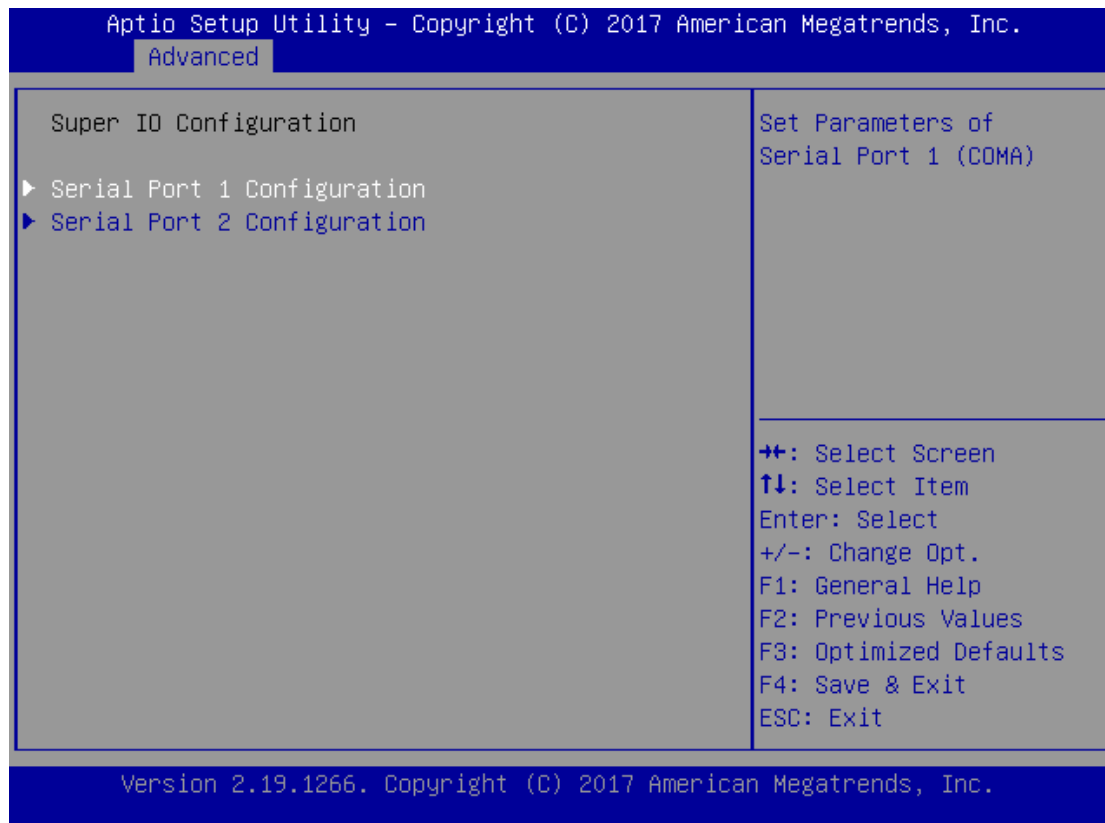 Aptio Setup Utility – Copyright (C) 2017 American Megatrends, Inc.
Advanced
Super IO Configuration
▶ Serial Port 1 Configuration
▶ Serial Port 2 Configuration
Set Parameters of
Serial Port 1 (COMA)
→←: Select Screen
↑↓: Select Item
Enter: Select
+/-: Change Opt.
F1: General Help
F2: Previous Values
F3: Optimized Defaults
F4: Save & Exit
ESC: Exit
Version 2.19.1266. Copyright (C) 2017 American Megatrends, Inc.